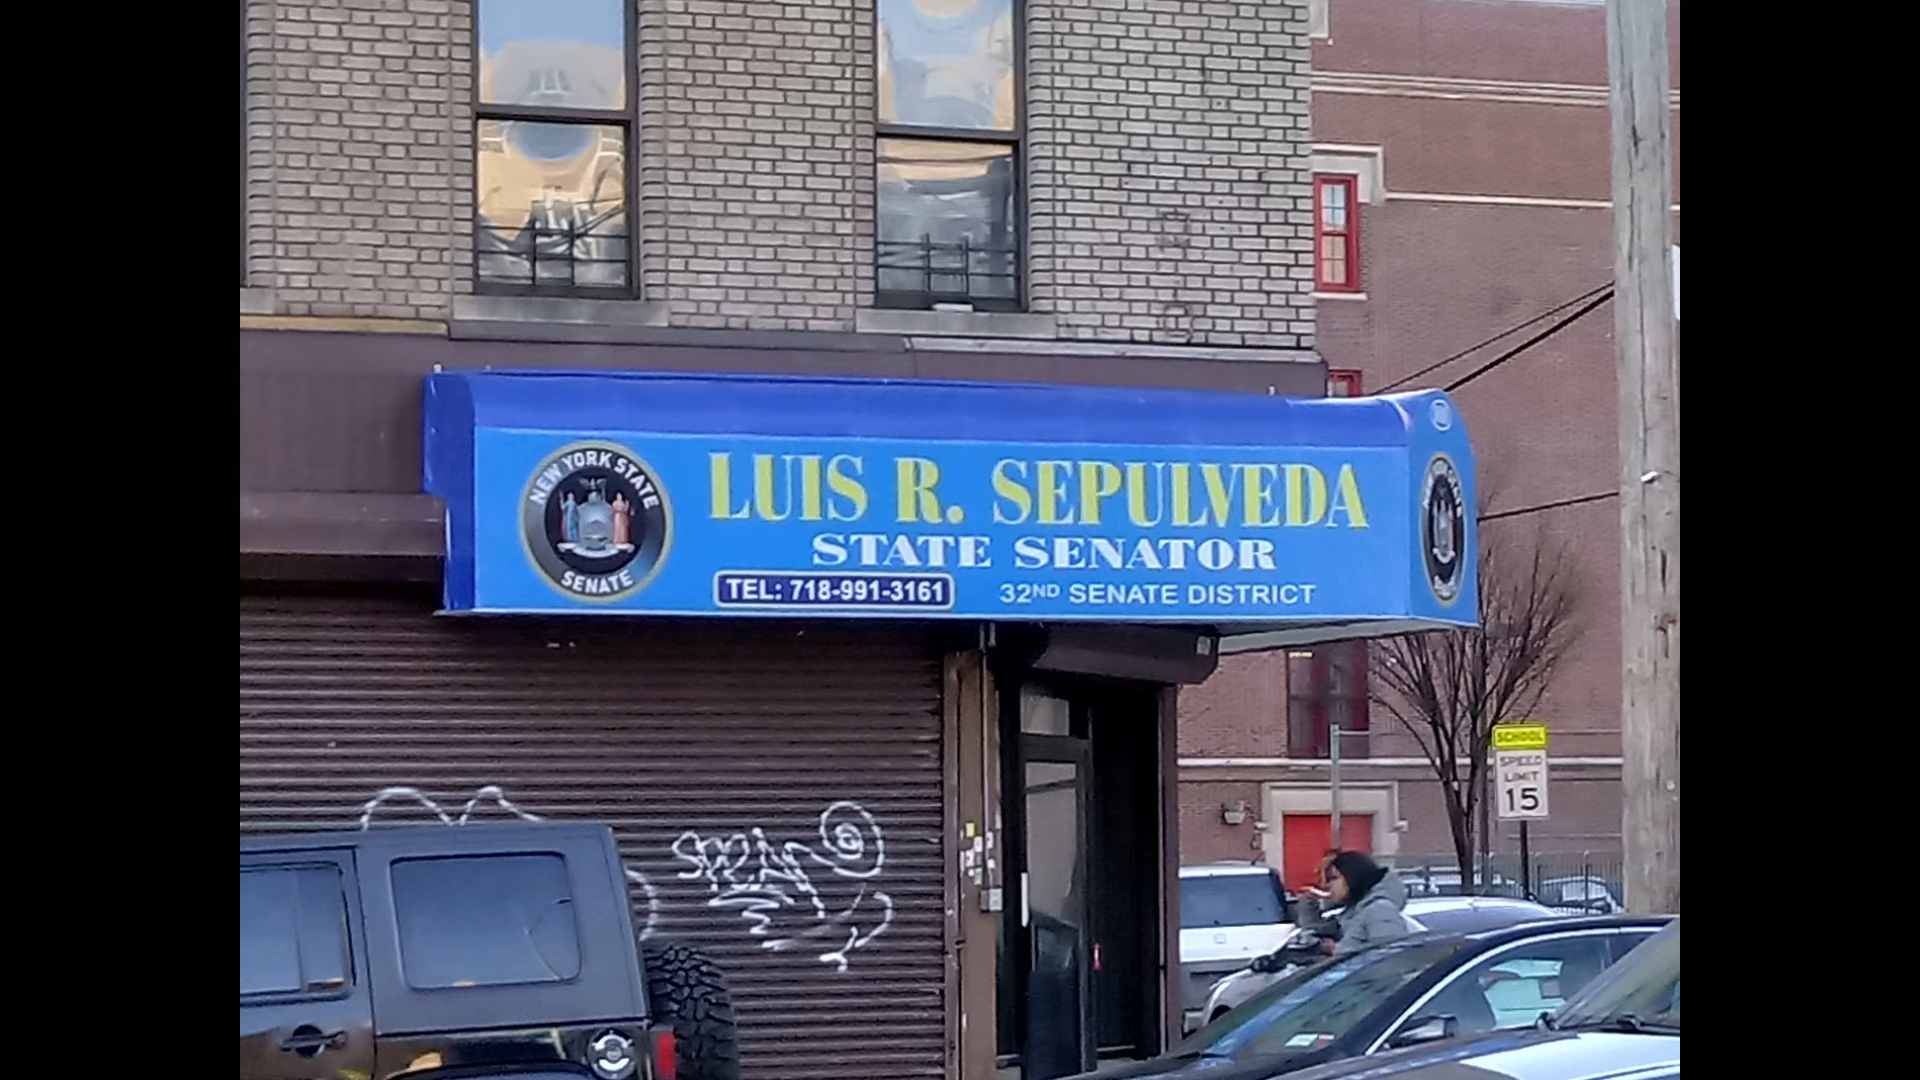 NEW YORK STATE
SENATE
LUIS R. SEPULVEDA
STATE SENATOR
TEL: 718-991-3161
32ND SENATE DISTRICT
SCHOOL
SPEED
LIMIT
15